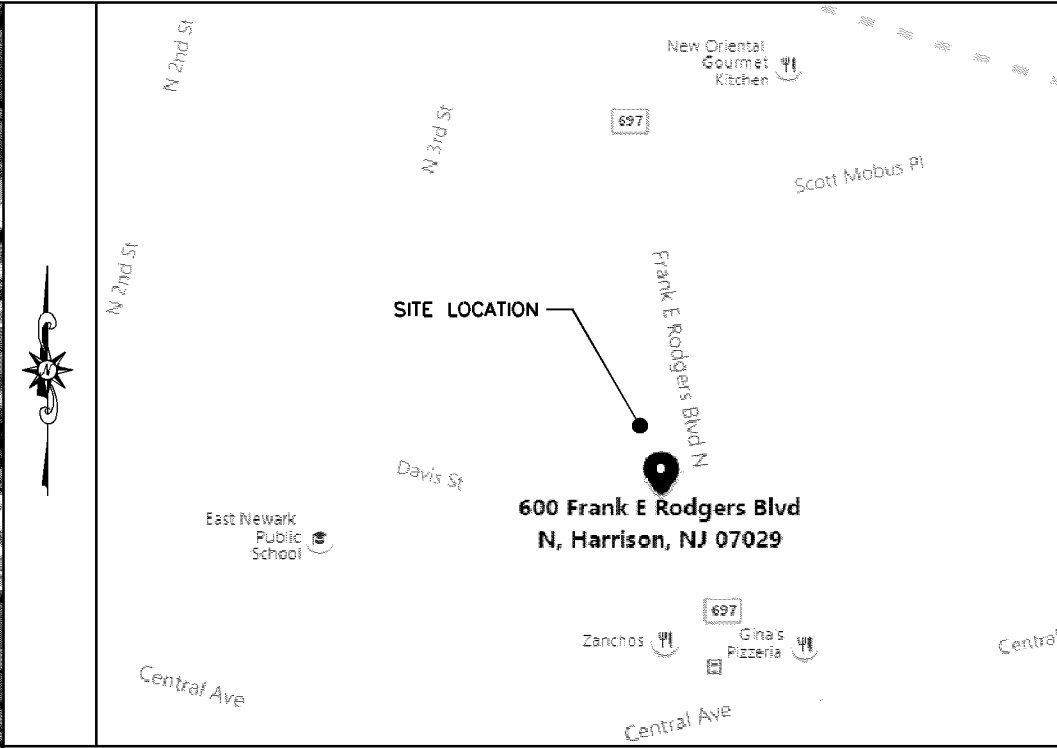 N 2nd St
New Oriental
Gourmet
Kitchen
697
N 3rd St
Scott Mobus Pl
N 2nd St
Frank E Rodgers Blvd N
SITE LOCATION
N
Davis St
600 Frank E Rodgers Blvd
N, Harrison, NJ 07029
East Newark
Public
School
697
Zanchos
Gina's
Pizzeria
Central
Central Ave
Central Ave